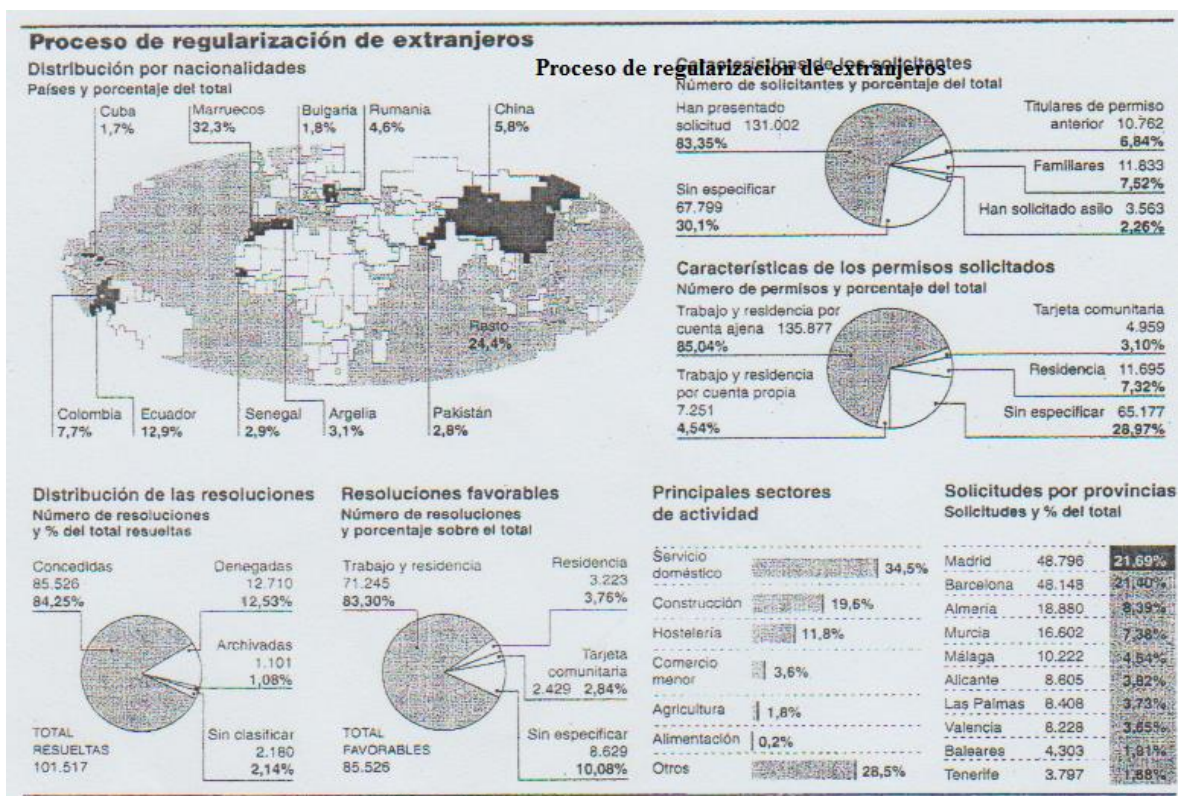 Proceso de regularización de extranjeros
Proceso de regularizacion de extranjeros
Distribución por nacionalidades
Países y porcentaje del total
Cuba
1,7%
Marruecos
32,3%
Bulgaria
1,8%
Rumania
4,6%
China
5,8%
Resto
24,4%
Colombia
7,7%
Ecuador
12,9%
Senegal
2,9%
Argelia
3,1%
Pakistán
2,8%
Características de los solicitantes
Número de solicitantes y porcentaje del total
Han presentado
solicitud 131.002
83,35%
Sin especificar
67.799
30,1%
Titulares de permiso
anterior 10.762
6,84%
Familiares 11.833
7,52%
Han solicitado asilo 3.563
2,26%
Características de los permisos solicitados
Número de permisos y porcentaje del total
Trabajo y residencia por
cuenta ajena 135.877
85,04%
Trabajo y residencia
por cuenta propia
7.251
4,54%
Tarjeta comunitaria
4.959
3,10%
Residencia 11.695
7,32%
Sin especificar 65.177
28,97%
Distribución de las resoluciones
Número de resoluciones
y % del total resueltas
Concedidas
85.526
84,25%
Denegadas
12.710
12,53%
Archivadas
1.101
1,08%
Sin clasificar
2.180
2,14%
TOTAL
RESUELTAS
101.517
Resoluciones favorables
Número de resoluciones
y porcentaje sobre el total
Trabajo y residencia
71.245
83,30%
Residencia
3.223
3,76%
Tarjeta
comunitaria
2.429 2,84%
Sin especificar
8.629
10,08%
TOTAL
FAVORABLES
85.526
Principales sectores
de actividad
Servicio
doméstico 34,5%
Construcción 19,6%
Hostelería 11,8%
Comercio
menor 3,6%
Agricultura 1,8%
Alimentación 0,2%
Otros 28,5%
Solicitudes por provincias
Solicitudes y % del total
Madrid 48.796 21,69%
Barcelona 48.148 21,40%
Almería 18.880 8,39%
Murcia 16.602 7,38%
Málaga 10.222 4,54%
Alicante 8.605 3,82%
Las Palmas 8.408 3,73%
Valencia 8.228 3,65%
Baleares 4.303 1,91%
Tenerife 3.797 1,68%